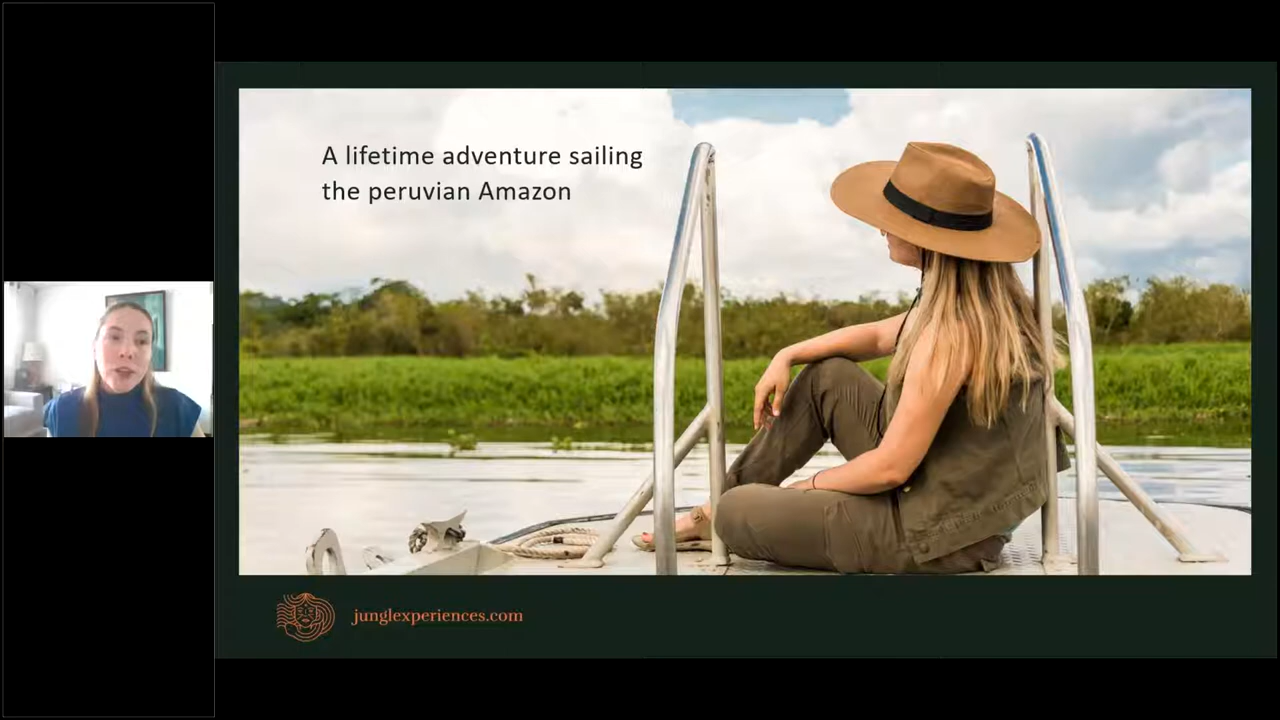 A lifetime adventure sailing
the peruvian Amazon
junglexperiences.com